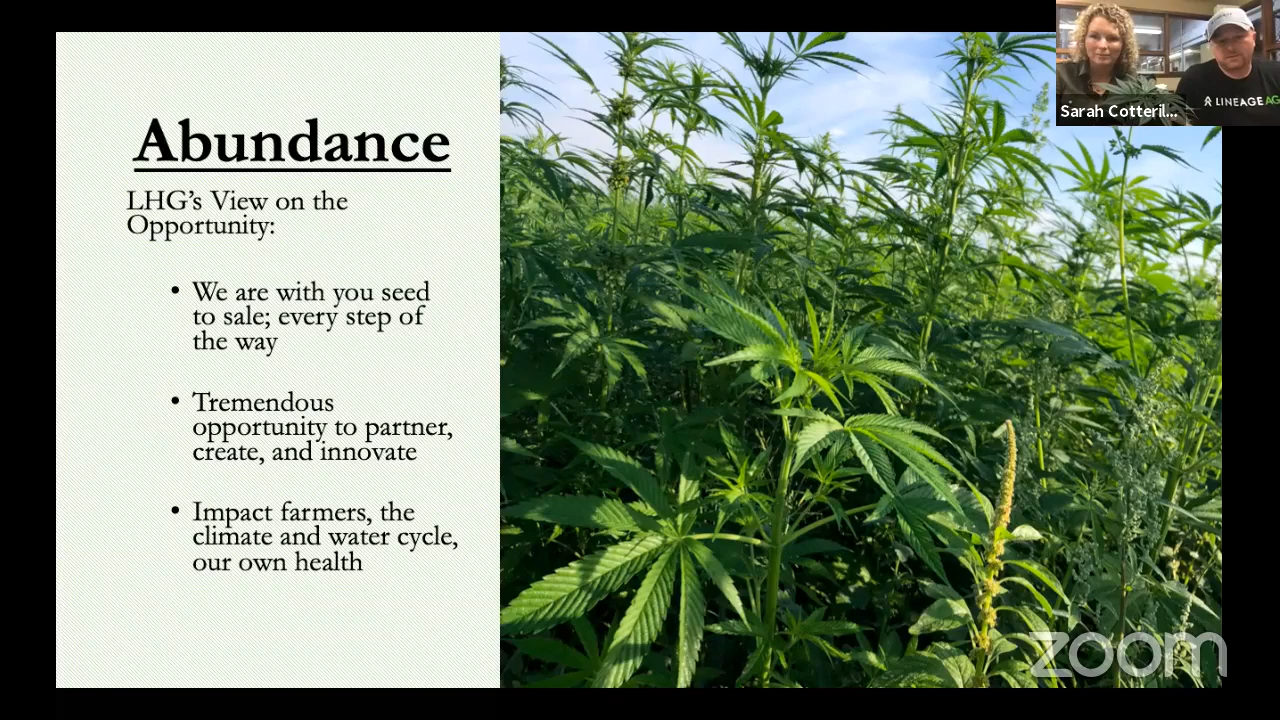 Abundance
LHG’s View on the
Opportunity:
• We are with you seed
to sale; every step of
the way
• Tremendous
opportunity to partner,
create, and innovate
• Impact farmers, the
climate and water cycle,
our own health
Sarah Cotteril...
LINEAGE AG
zoom